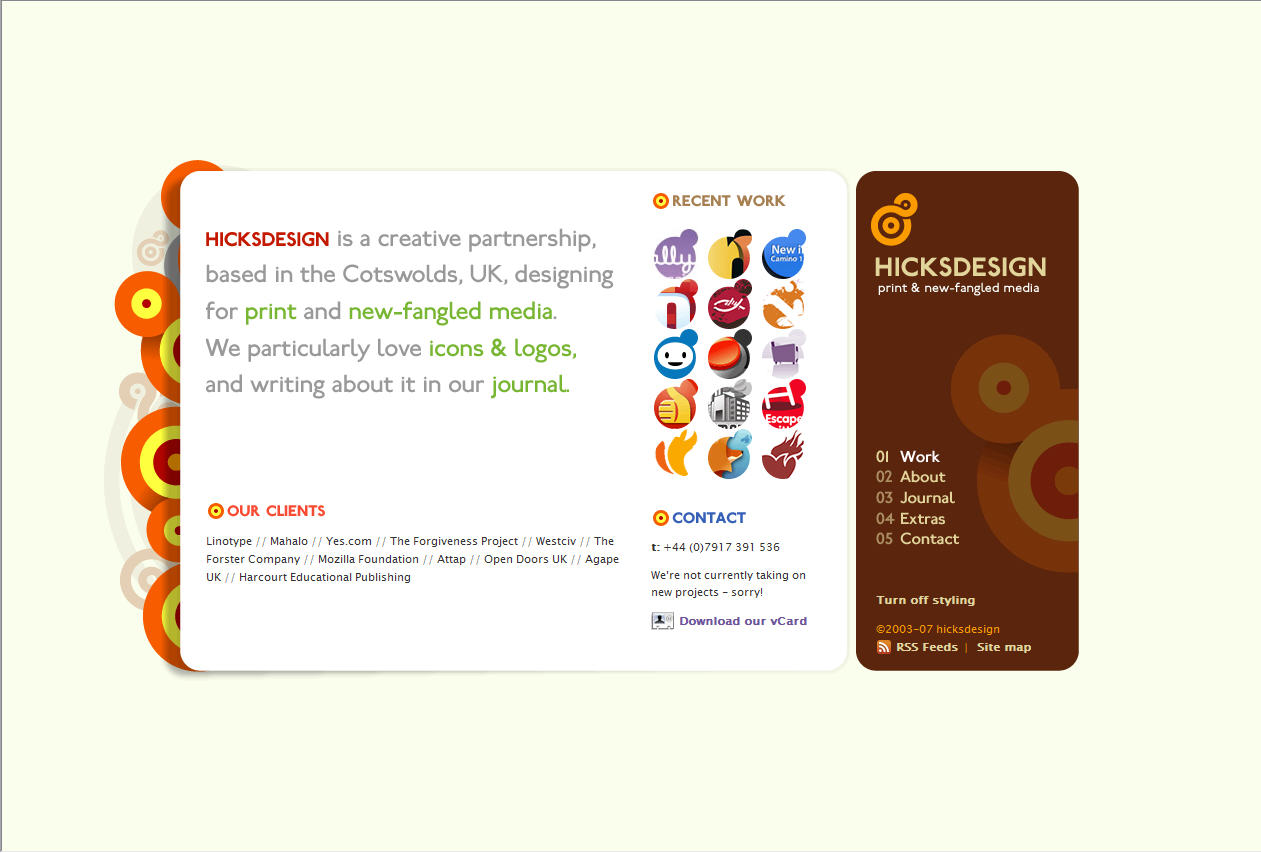 HICKSDESIGN is a creative partnership,
based in the Cotswolds, UK, designing
for print and new-fangled media.
We particularly love icons & logos,
and writing about it in our journal.
OUR CLIENTS
Linotype // Mahalo // Yes.com // The Forgiveness Project // Westciv // The
Forster Company // Mozilla Foundation // Attap // Open Doors UK // Agape
UK // Harcourt Educational Publishing
RECENT WORK
illy
New i
Camino 1
Escape
CONTACT
t: +44 (0)7917 391 536
We're not currently taking on
new projects – sorry!
Download our vCard
HICKSDESIGN
print & new-fangled media
01 Work
02 About
03 Journal
04 Extras
05 Contact
Turn off styling
©2003–07 hicksdesign
RSS Feeds | Site map